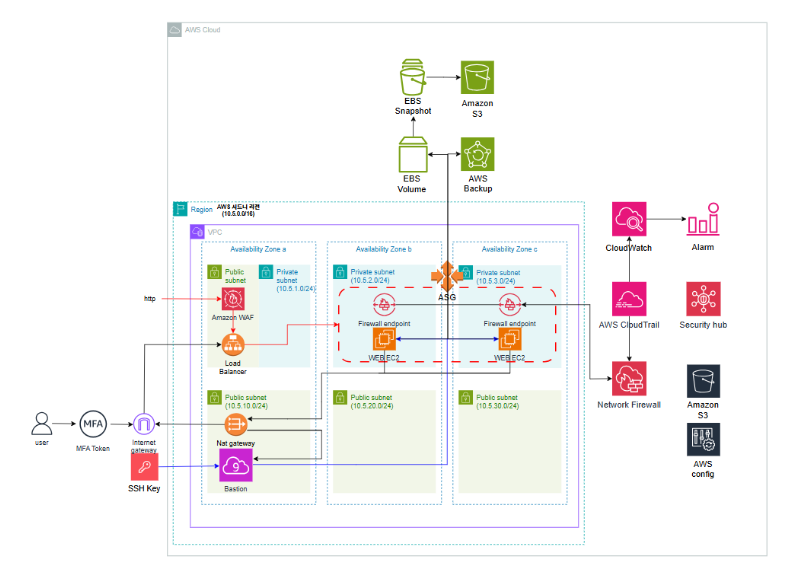 AWS Cloud
EBS
Snapshot
Amazon
S3
EBS
Volume
AWS
Backup
Region
AWS 시드니 리전
(10.5.0.0/16)
VPC
Availability Zone a
Availability Zone b
Availability Zone c
Public
subnet
Private
subnet
(10.5.1.0/24)
Private subnet
(10.5.2.0/24)
Private subnet
(10.5.3.0/24)
ASG
http
Amazon WAF
Load
Balancer
Firewall endpoint
WEB EC2
Firewall endpoint
WEB EC2
CloudWatch
Alarm
AWS CloudTrail
Security hub
Network Firewall
Amazon
S3
AWS
config
Public subnet
(10.5.10.0/24)
Public subnet
(10.5.20.0/24)
Public subnet
(10.5.30.0/24)
user
MFA
MFA Token
Internet
gateway
Nat gateway
SSH Key
Bastion